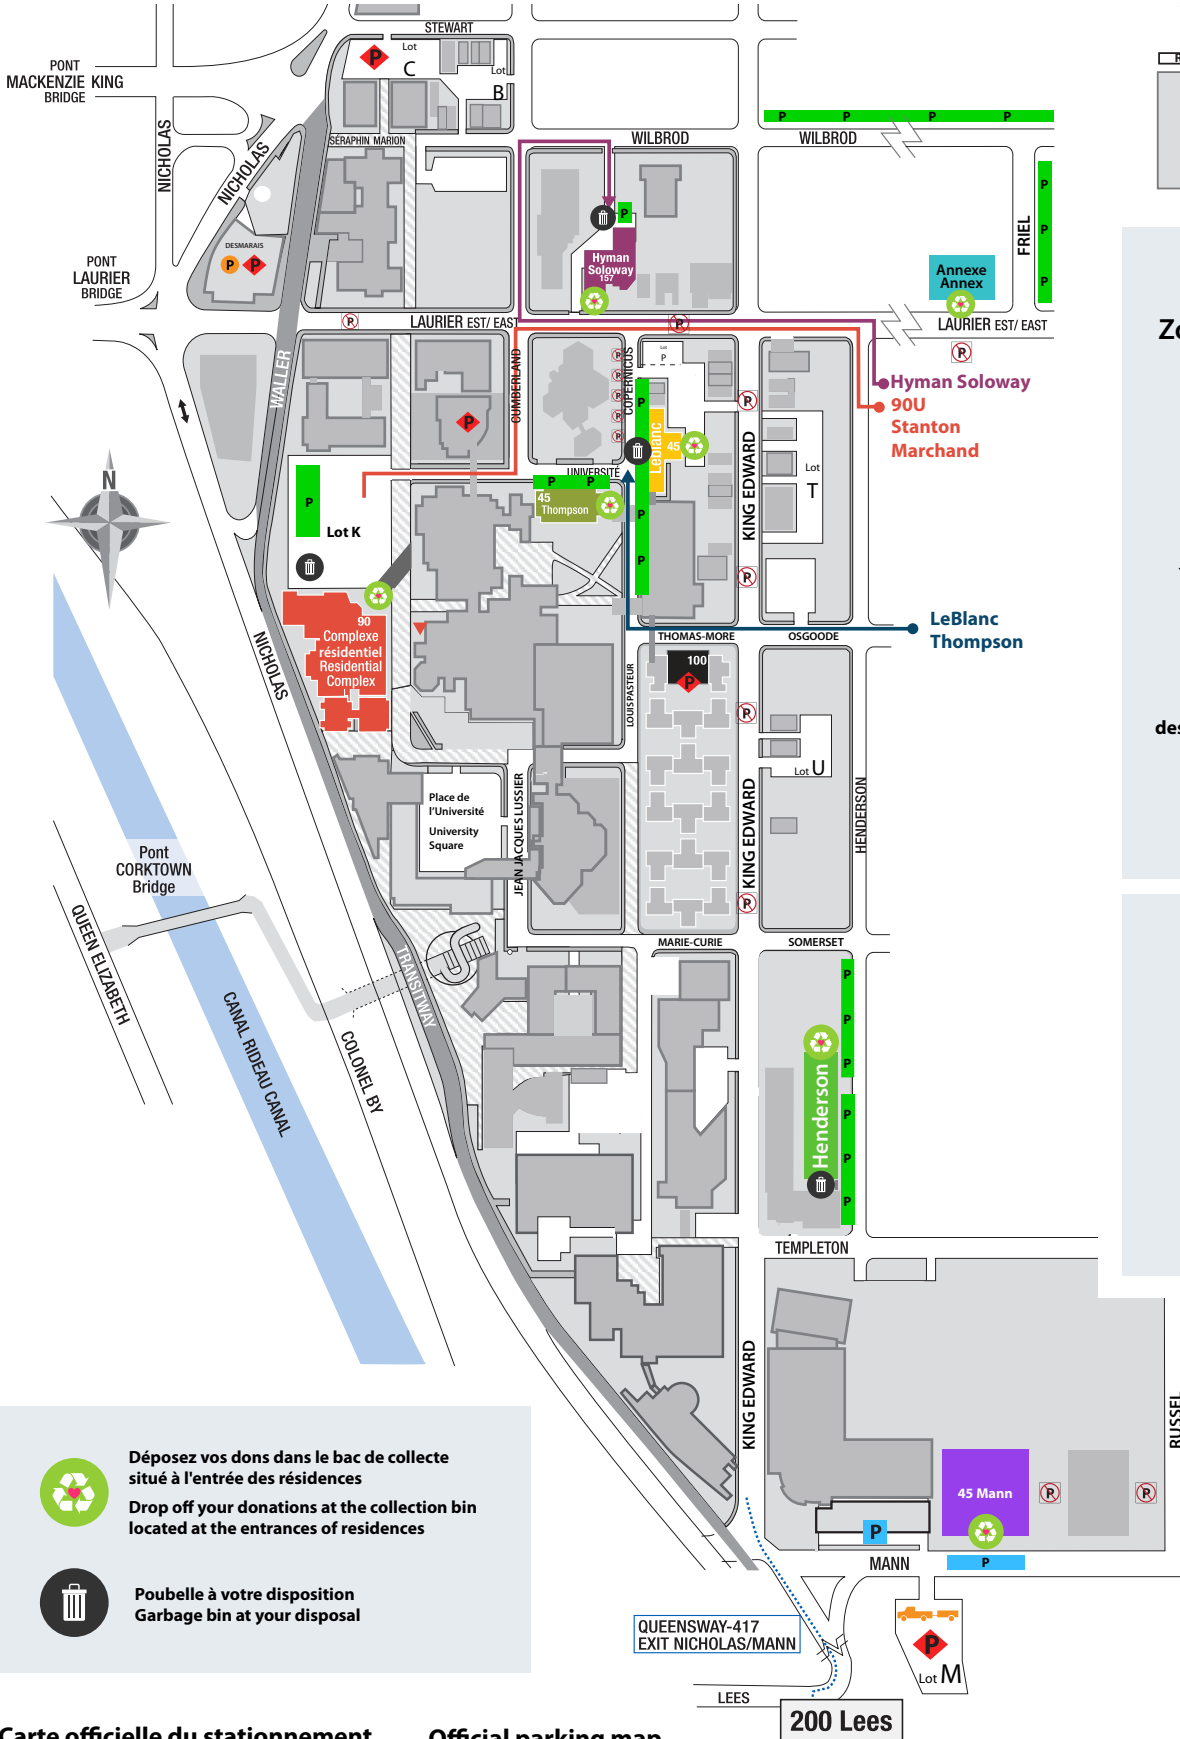 STEWART
PONT
MACKENZIE KING
BRIDGE
P
Lot
C
Lot
B
NICHOLAS
NICHOLAS
SÉRAPHIN MARION
WILBROD
WILBROD
P P P P
DESMARAIS
P P
PONT
LAURIER
BRIDGE
P
Hyman
Soloway
157
FRIEL
P
P
P
Annexe
Annex
LAURIER EST/ EAST
P
P
LAURIER EST/ EAST
P
WALLER
CUMBERLAND
COPERNICUS
Lot
P
P
P
P
P
P
P
P
P
Hyman Soloway
90U
Stanton
Marchand
Leblanc
45
KING EDWARD
Lot
T
UNIVERSITÉ
P P
45
Thompson
P
P
N
P
Lot K
P
LeBlanc
Thompson
THOMAS-MORE
OSGOODE
90
Complexe
résidentiel
Residential
Complex
NICHOLAS
LOUIS PASTEUR
100
P
P
Lot U
Place de
l'Université
University
Square
JEAN JACQUES LUSSIER
KING EDWARD
HENDERSON
Pont
CORKTOWN
Bridge
P
QUEEN ELIZABETH
MARIE-CURIE
SOMERSET
TRANSITWAY
CANAL RIDEAU CANAL
COLONEL BY
P
P
P
Henderson
P
P
P
TEMPLETON
KING EDWARD
RUSSEL
45 Mann
P
P
P
P
MANN
Déposez vos dons dans le bac de collecte
situé à l'entrée des résidences
Drop off your donations at the collection bin
located at the entrances of residences
Poubelle à votre disposition
Garbage bin at your disposal
QUEENSWAY-417
EXIT NICHOLAS/MANN
P
Lot M
LEES
200 Lees
Carte officielle du stationnement
Official parking map
Zo
des